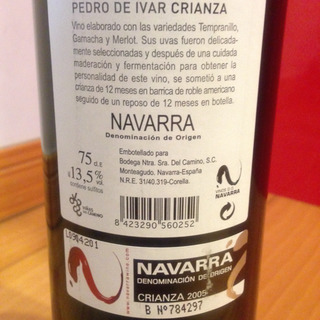 PEDRO DE IVAR CRIANZA
Vino elaborado con las variedades Tempranillo,
Garnacha y Merlot. Sus uvas fueron delicada-
mente seleccionadas y después de una cuidada
maderación y fermentación para obtener la
personalidad de este vino, se sometió a una
crianza de 12 meses en barrica de roble americano
seguido de un reposo de 12 meses en botella.
NAVARRA
Denominación de Origen
75 cl. e
13,5% vol.
contiene sulfitos
Embotellado para
Bodega Ntra. Sra. Del Camino, S.C.
Monteagudo. Navarra-España
N.R.E. 31/40.319-Corella.
NAVARRA
8 423290 560252
NAVARRA
DENOMINACIÓN DE ORIGEN
CRIANZA 2005
B Nº784297